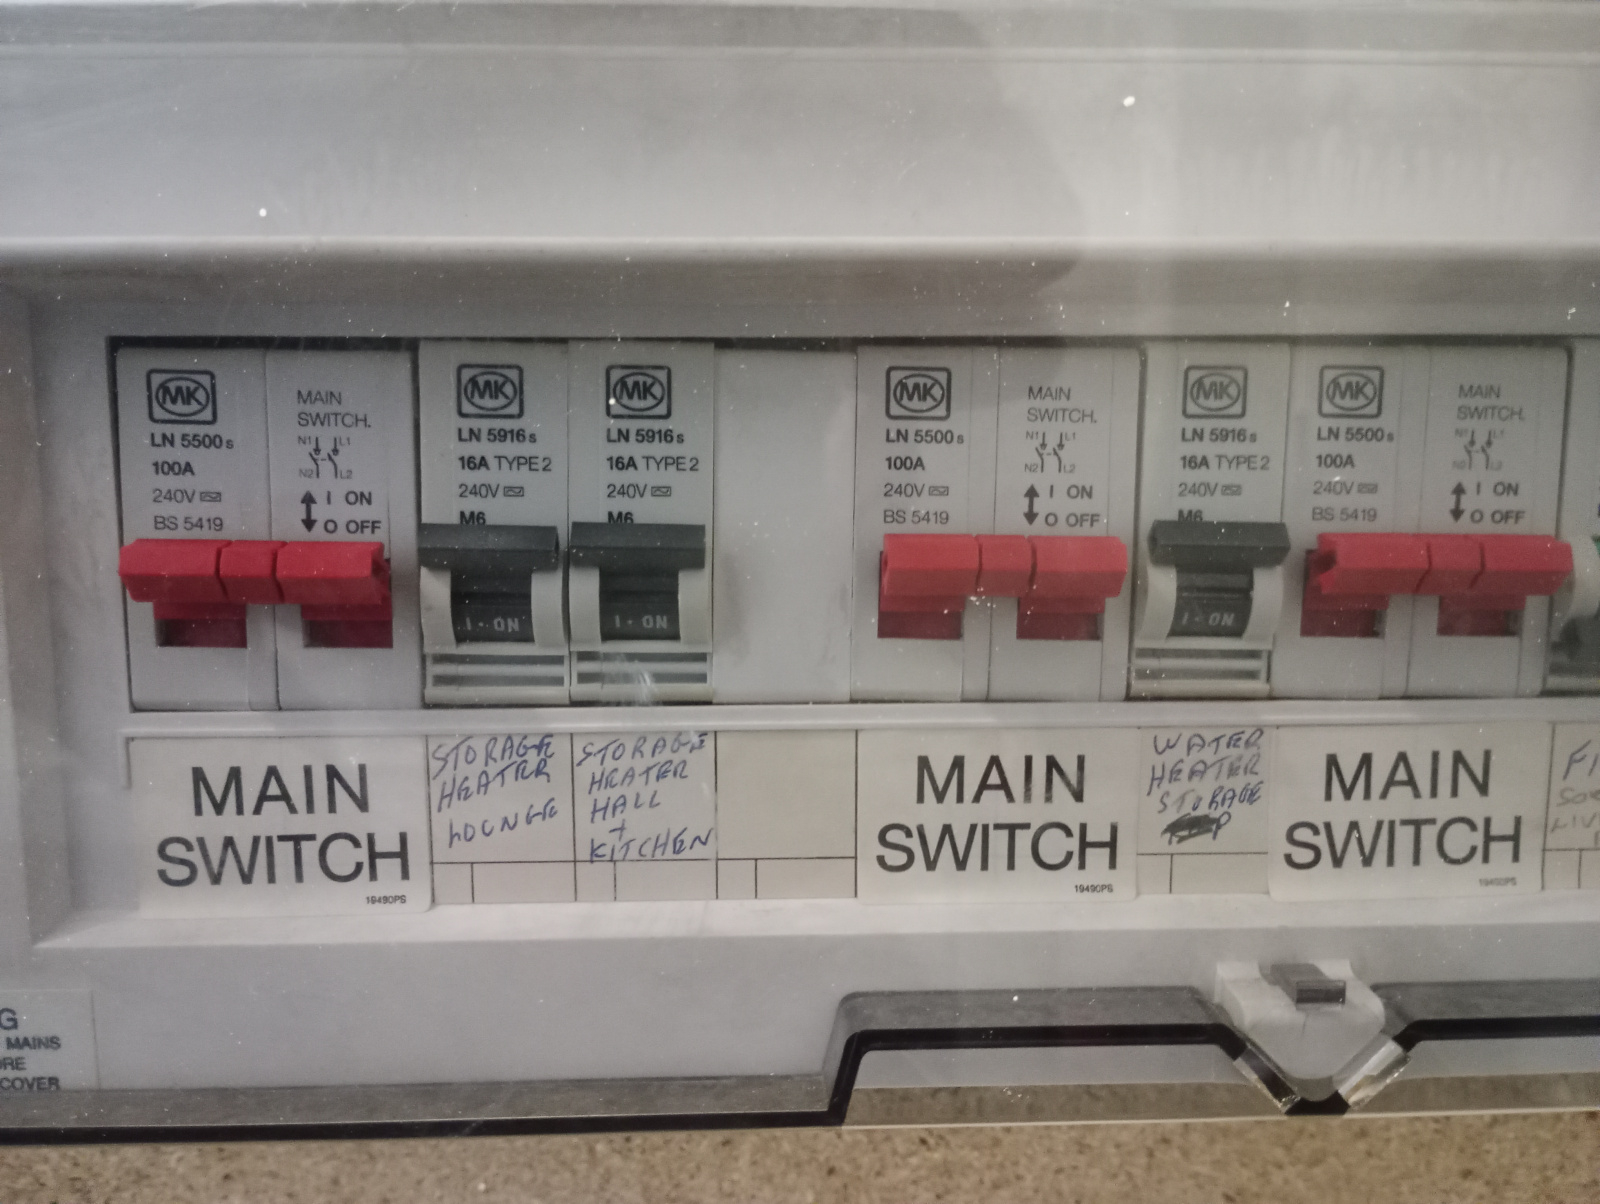 MK
LN 5500s
100A
240V
BS 5419
MAIN
SWITCH.
N1 L1
N2 L2
I ON
O OFF
MK
LN 5916s
16A TYPE 2
240V
M6
I · ON
MK
LN 5916s
16A TYPE 2
240V
M6
I · ON
MK
LN 5500s
100A
240V
BS 5419
MAIN
SWITCH.
N1 L1
N2 L2
I ON
O OFF
MK
LN 5916s
16A TYPE 2
240V
M6
I · ON
MK
LN 5500s
100A
240V
BS 5419
MAIN
SWITCH.
N1 L1
N2 L2
I ON
O OFF
MAIN
SWITCH
19490PS
STORAGE
HEATER
LOUNGE
STORAGE
HEATER
HALL
+
KITCHEN
MAIN
SWITCH
19490PS
WATER
HEATER
STORAGE
MAIN
SWITCH
19490PS
G
MAINS
ORE
COVER